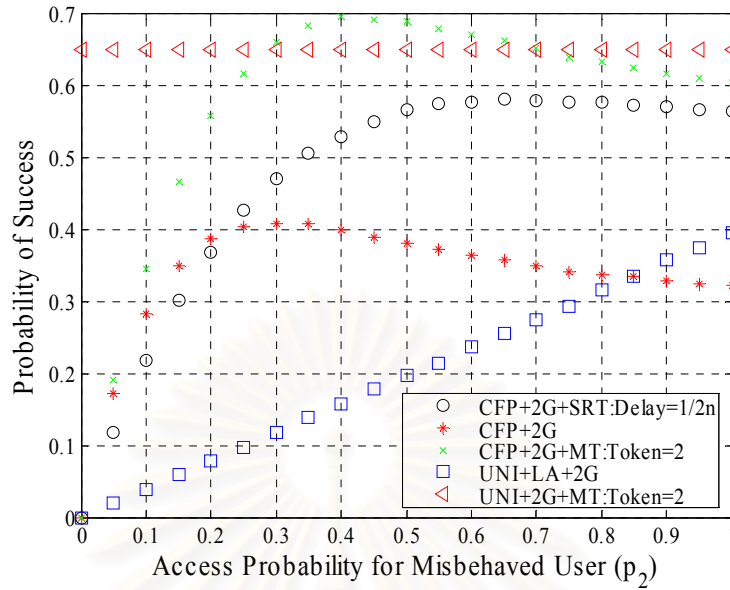 0.7
0.6
0.5
0.4
0.3
0.2
0.1
0
Probability of Success
CFP+2G+SRT:Delay=1/2n
CFP+2G
CFP+2G+MT:Token=2
UNI+LA+2G
UNI+2G+MT:Token=2
0 0.1 0.2 0.3 0.4 0.5 0.6 0.7 0.8 0.9
Access Probability for Misbehaved User (p2)